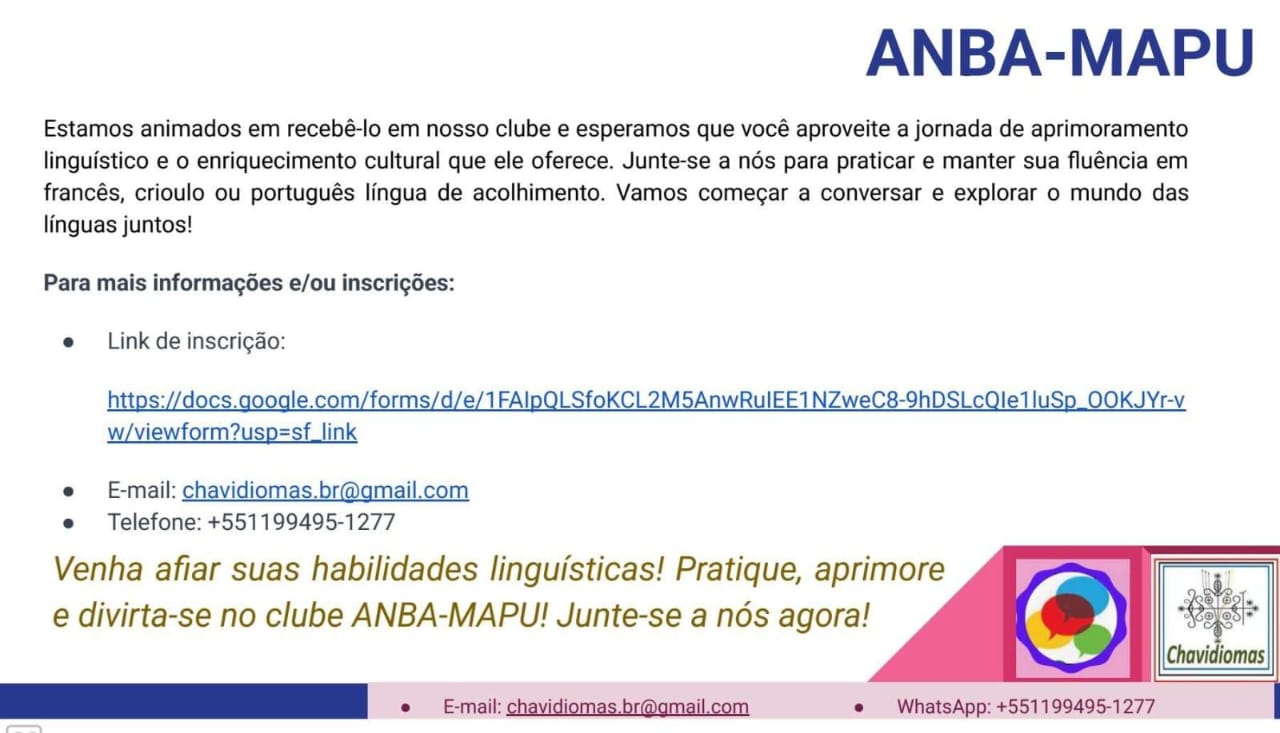 ANBA-MAPU
Estamos animados em recebê-lo em nosso clube e esperamos que você aproveite a jornada de aprimoramento
linguístico e o enriquecimento cultural que ele oferece. Junte-se a nós para praticar e manter sua fluência em
francês, crioulo ou português língua de acolhimento. Vamos começar a conversar e explorar o mundo das
línguas juntos!
Para mais informações e/ou inscrições:
● Link de inscrição:
https://docs.google.com/forms/d/e/1FAIpQLSfoKCL2M5AnwRuIEE1NZweC8-9hDSLcQIe1luSp_OOKJYr-v
w/viewform?usp=sf_link
● E-mail: chavidiomas.br@gmail.com
● Telefone: +551199495-1277
Venha afiar suas habilidades linguísticas! Pratique, aprimore
e divirta-se no clube ANBA-MAPU! Junte-se a nós agora!
Chavidiomas
● E-mail: chavidiomas.br@gmail.com
● WhatsApp: +551199495-1277